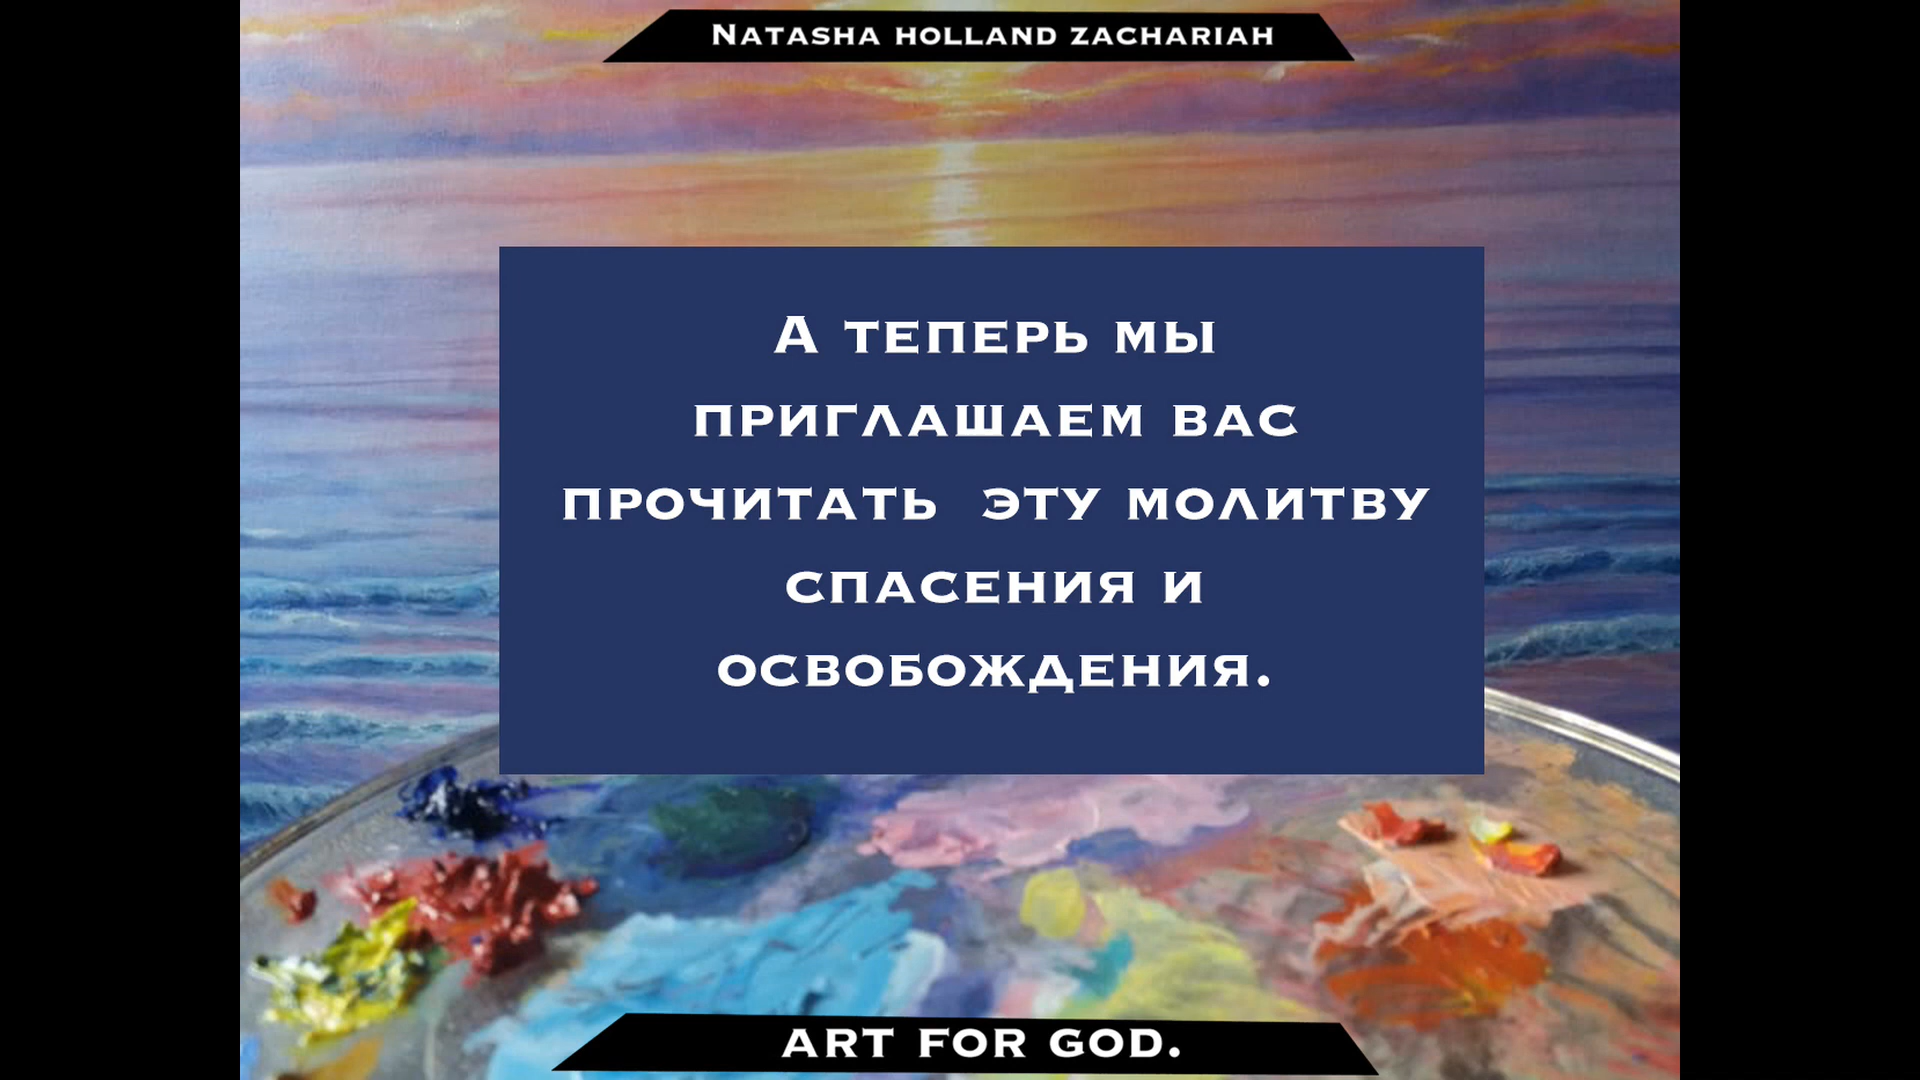 Natasha holland zachariah
А теперь мы
приглашаем вас
прочитать эту молитву
спасения и
освобождения.
ART FOR GOD.